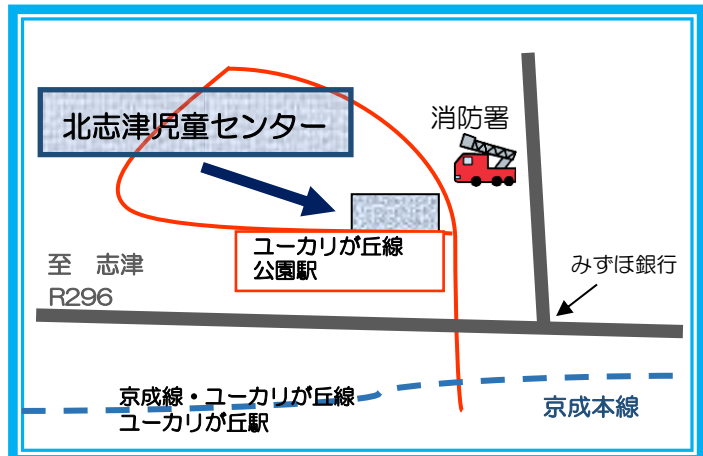 北志津児童センター
消防署
ユーカリが丘線
公園駅
至　志津
R296
みずほ銀行
京成線・ユーカリが丘線
ユーカリが丘駅
京成本線